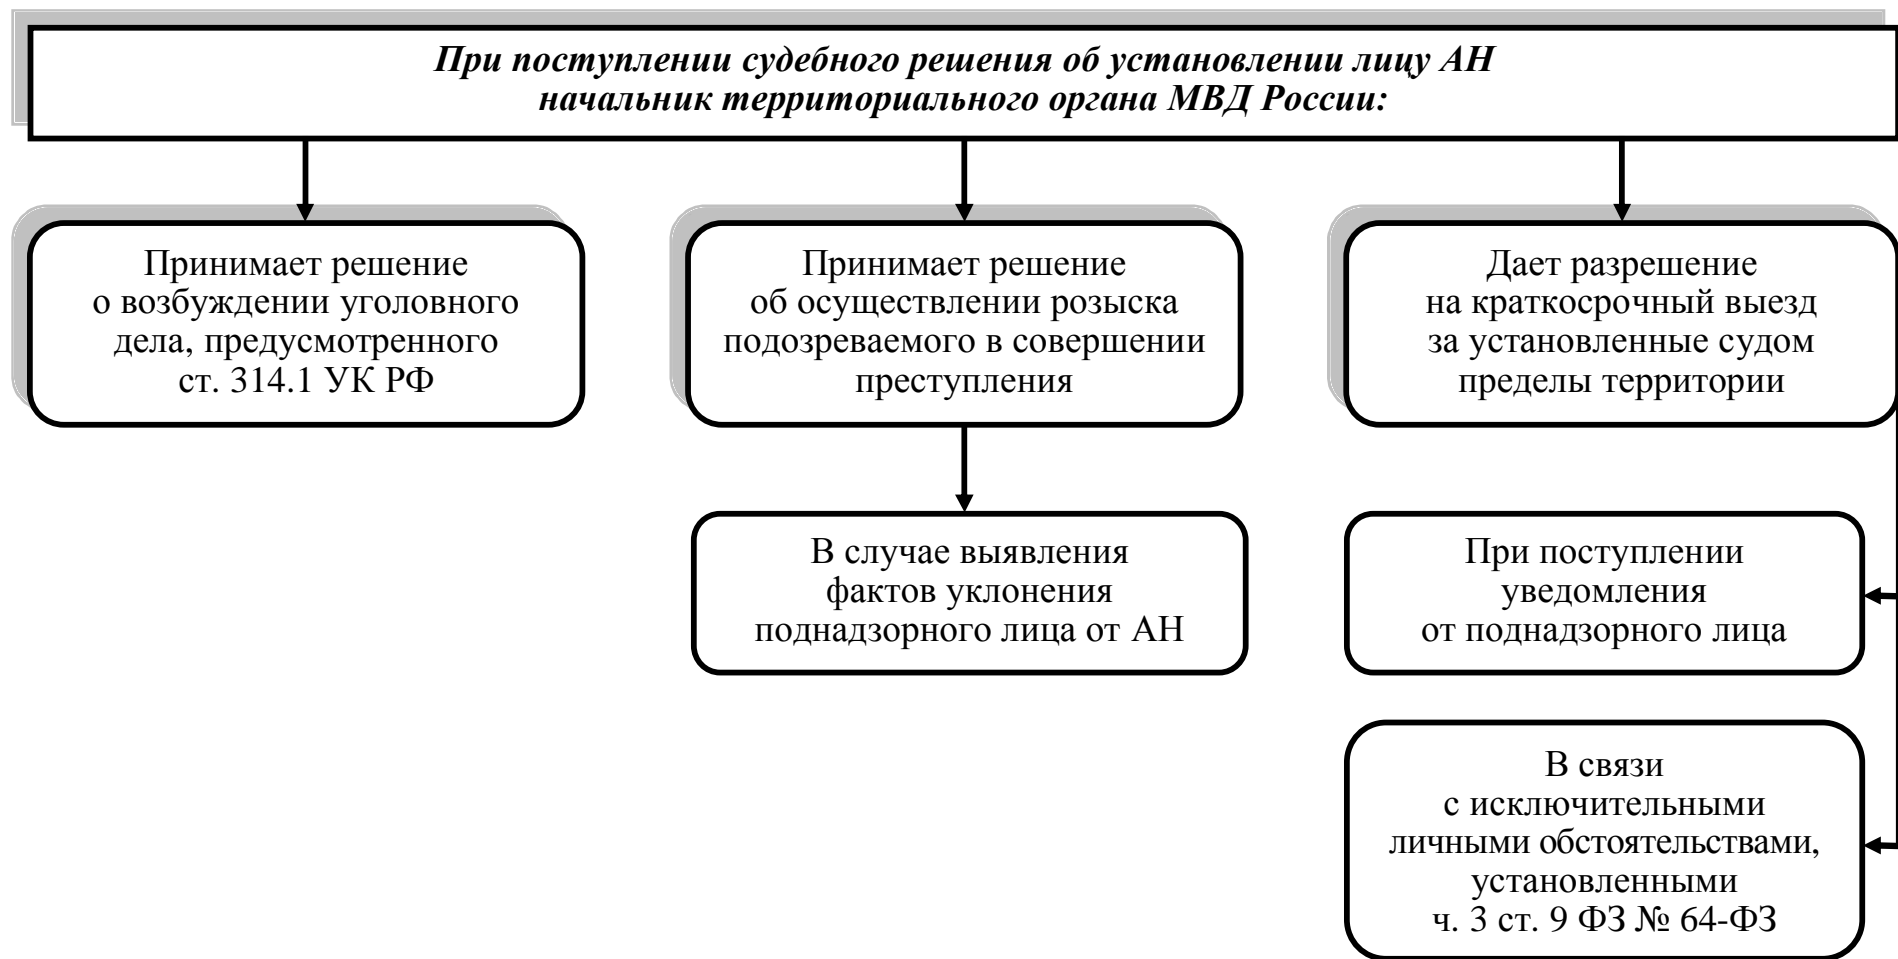 При поступлении судебного решения об установлении лицу АН
начальник территориального органа МВД России:
Принимает решение
о возбуждении уголовного
дела, предусмотренного
ст. 314.1 УК РФ
Принимает решение
об осуществлении розыска
подозреваемого в совершении
преступления
Дает разрешение
на краткосрочный выезд
за установленные судом
пределы территории
В случае выявления
фактов уклонения
поднадзорного лица от АН
При поступлении
уведомления
от поднадзорного лица
В связи
с исключительными
личными обстоятельствами,
установленными
ч. 3 ст. 9 ФЗ № 64-ФЗ